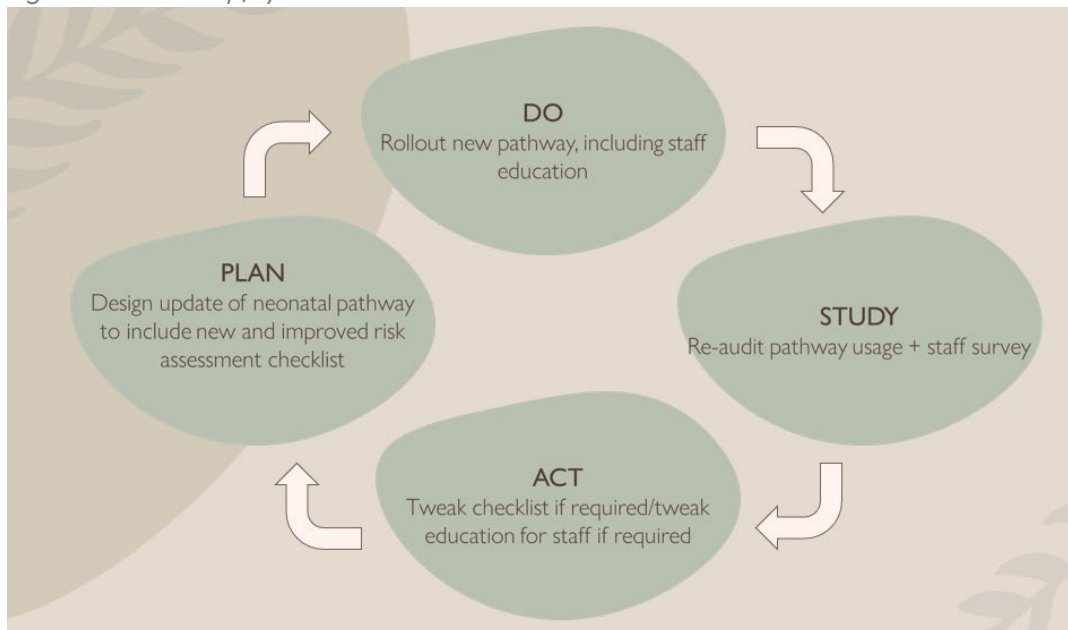 PLAN
Design update of neonatal pathway
to include new and improved risk
assessment checklist
DO
Rollout new pathway, including staff
education
STUDY
Re-audit pathway usage + staff survey
ACT
Tweak checklist if required/tweak
education for staff if required